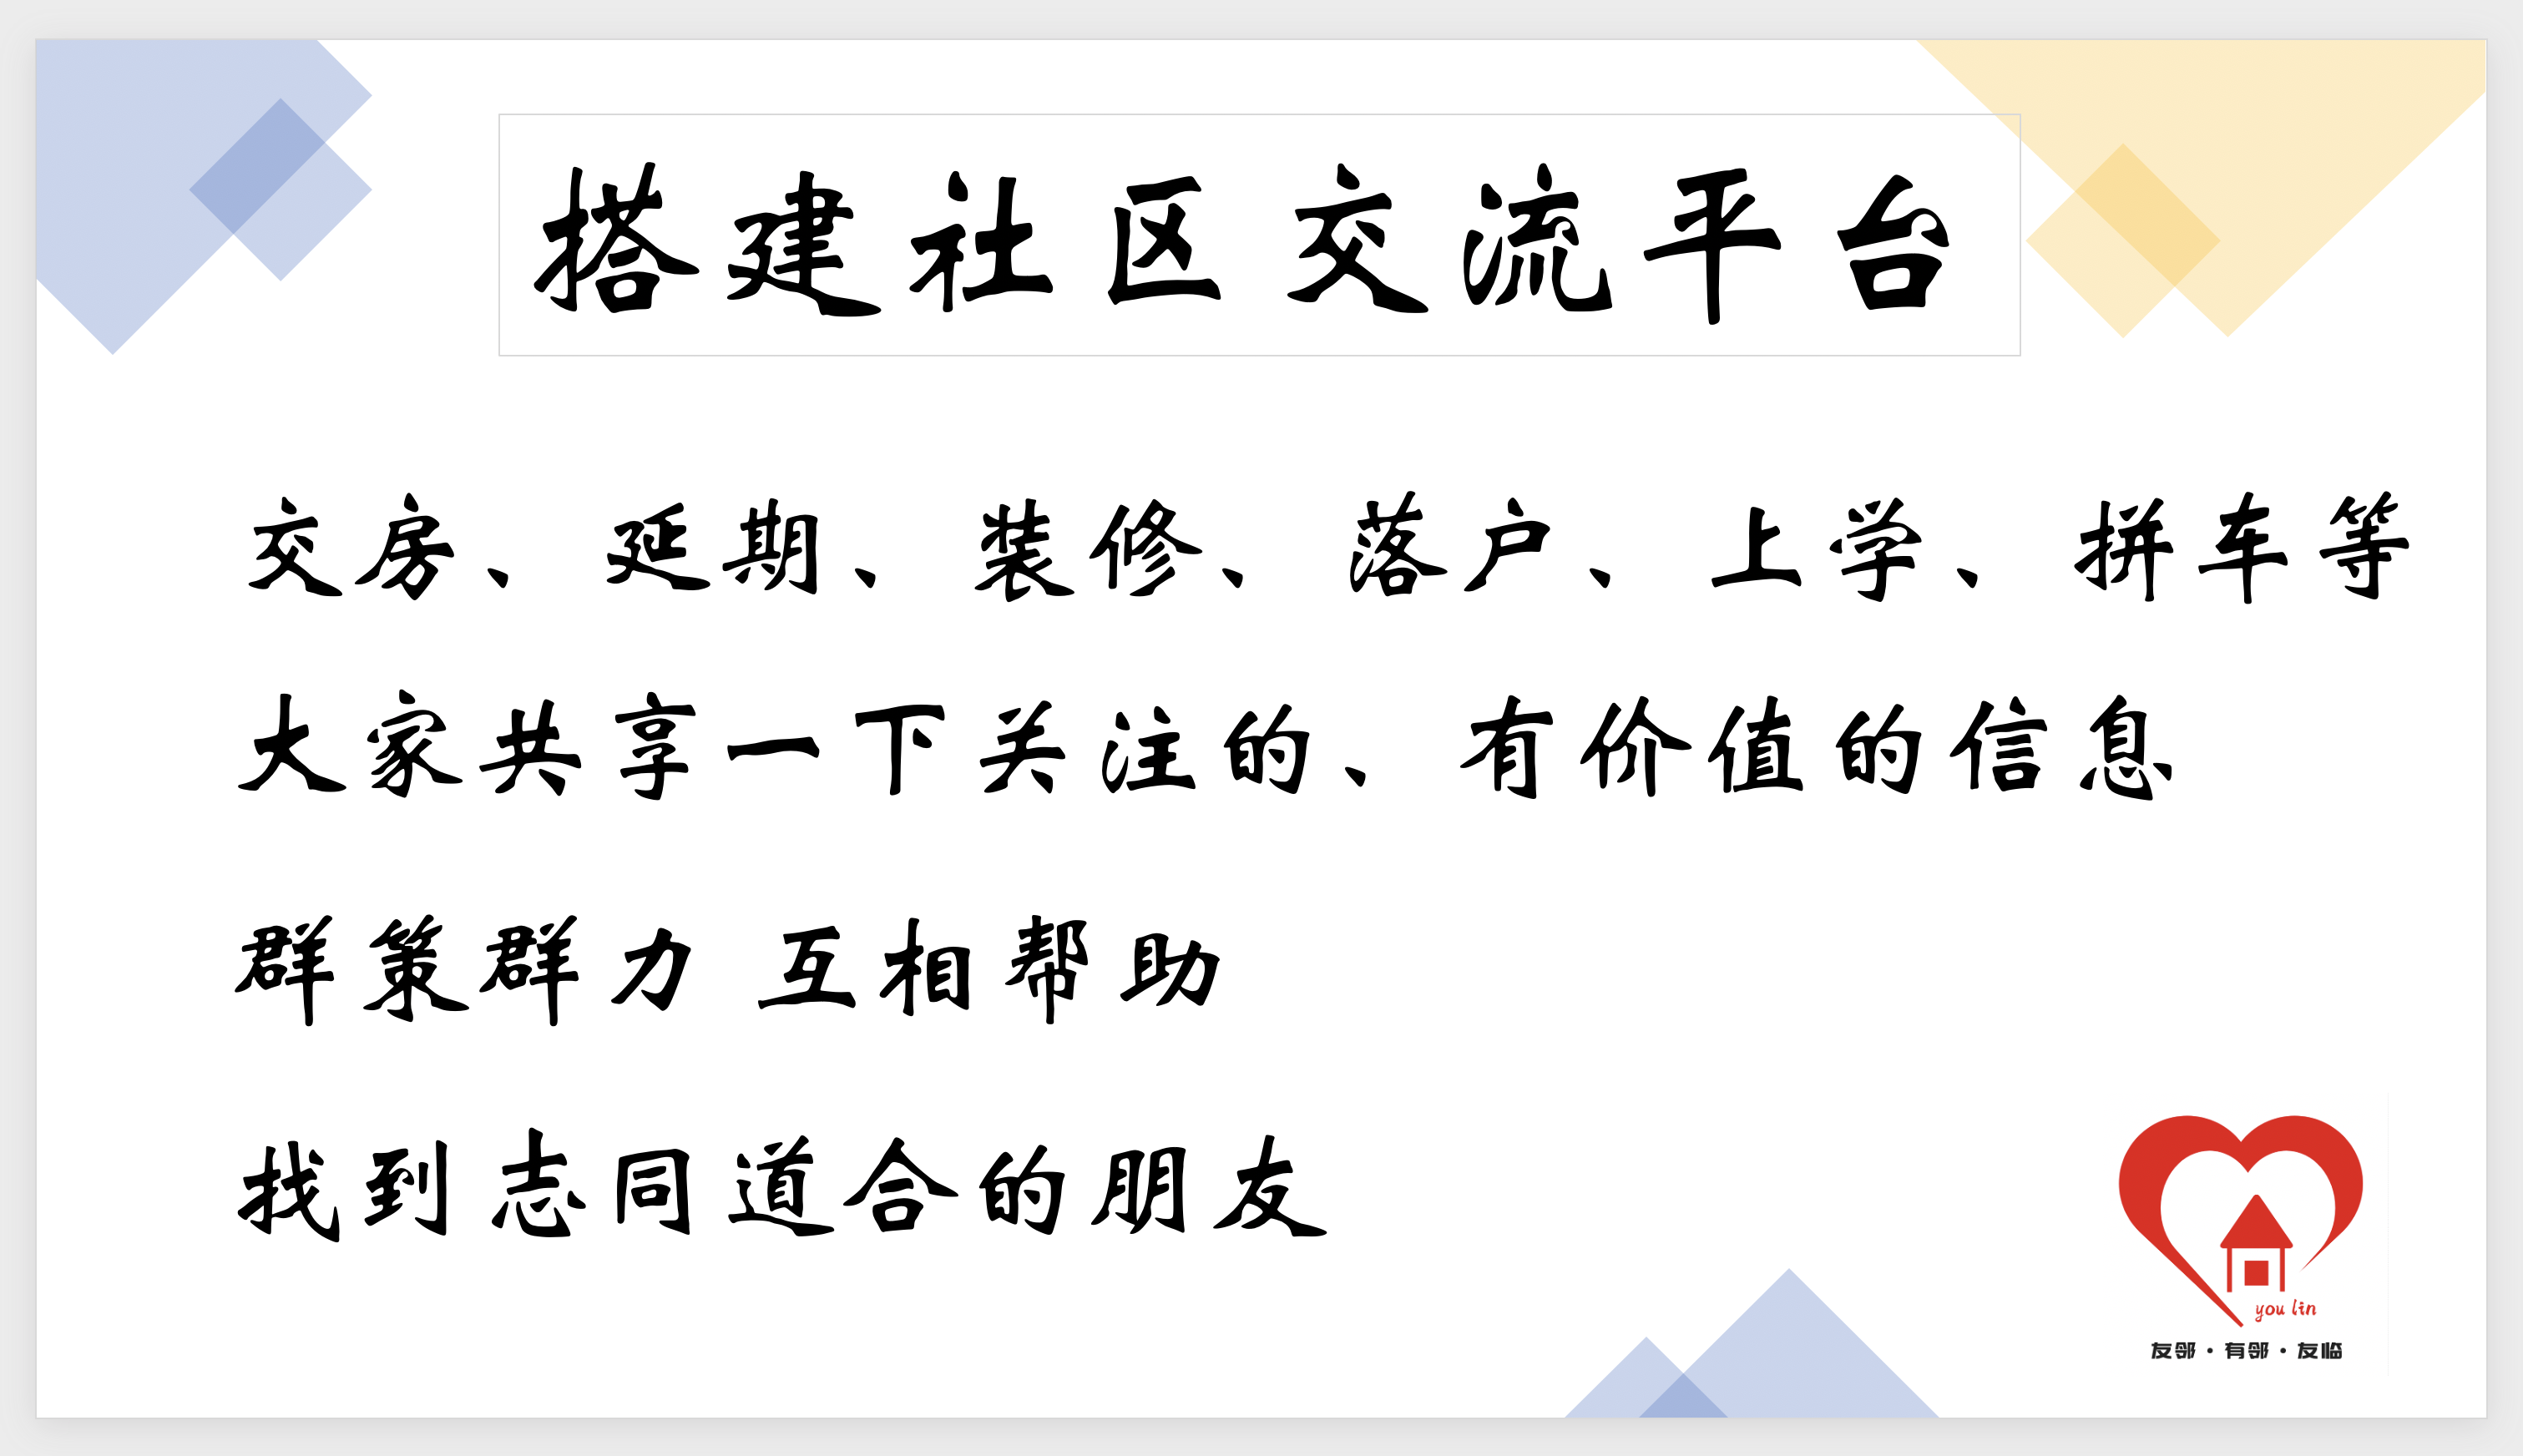 搭建社区交流平台
交房、延期、装修、落户、上学、拼车等
大家共享一下关注的、有价值的信息
群策群力 互相帮助
找到志同道合的朋友
you lin
友邻·有邻·友临